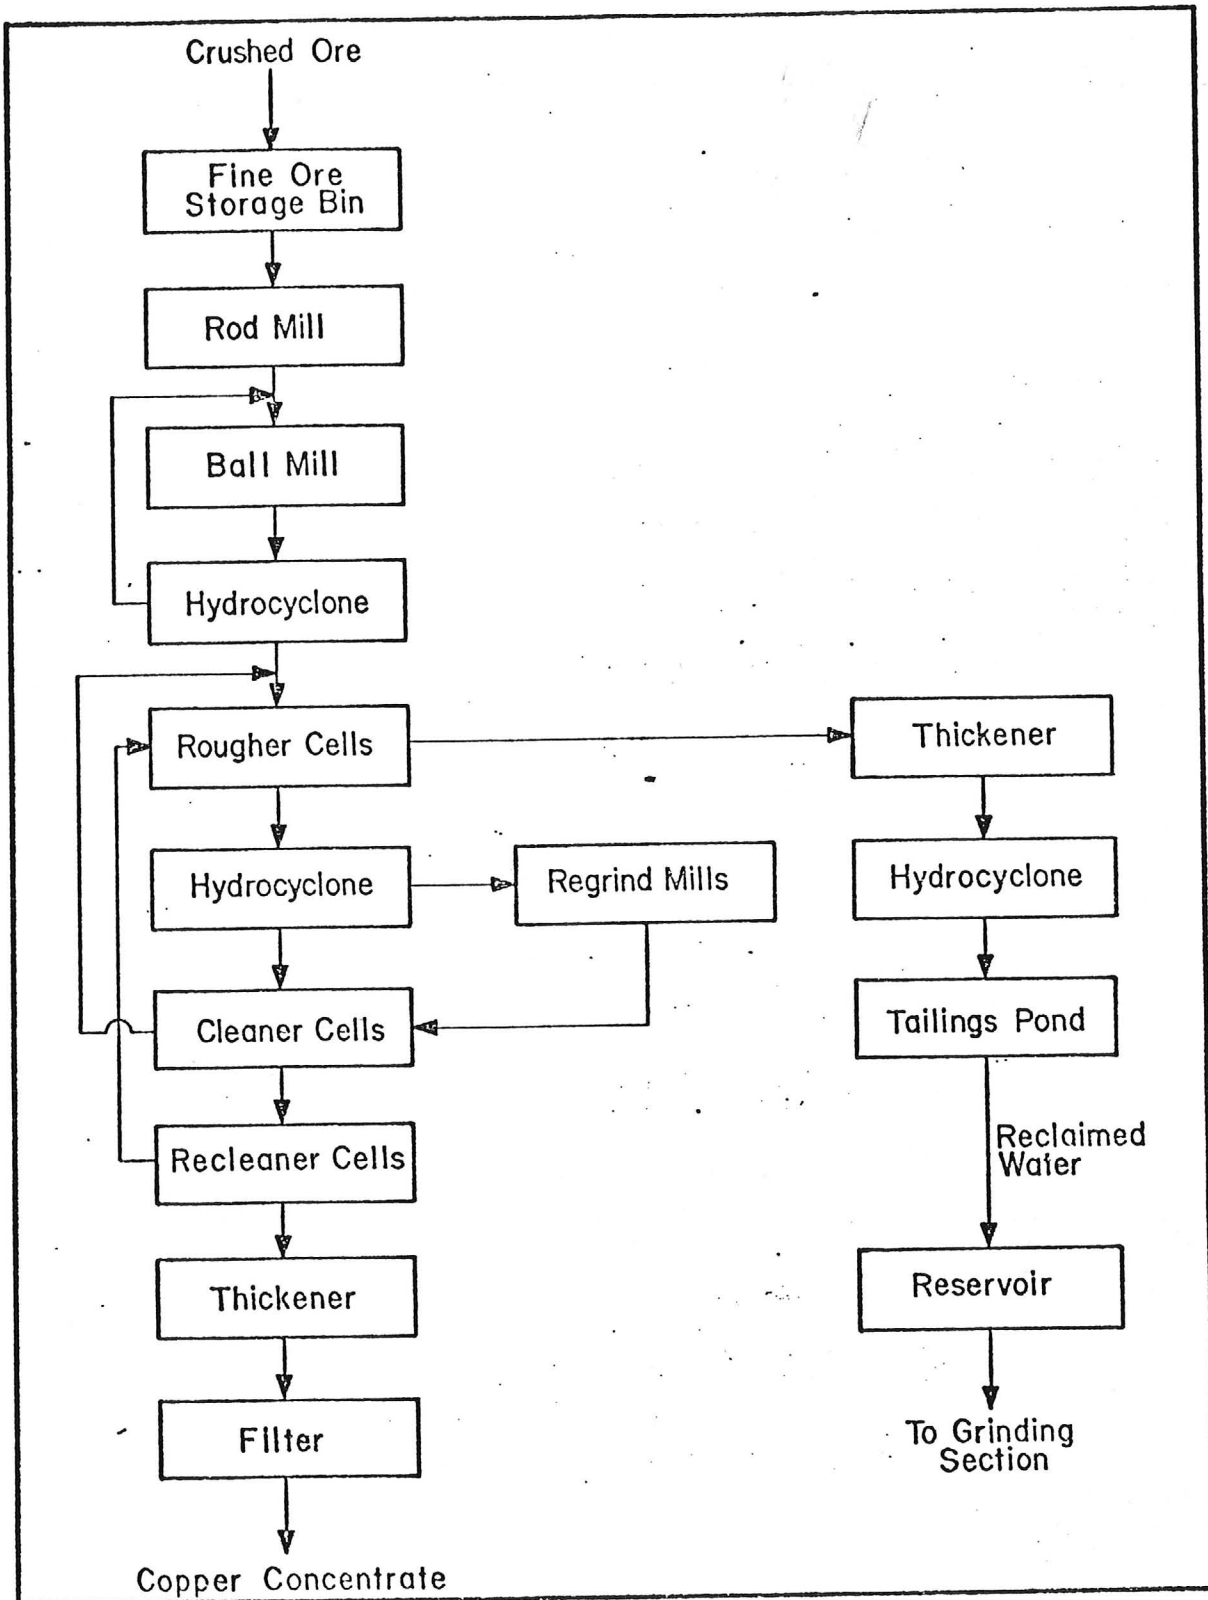 Crushed Ore
Fine Ore
Storage Bin
Rod Mill
Ball Mill
Hydrocyclone
Rougher Cells
Thickener
Hydrocyclone
Regrind Mills
Hydrocyclone
Cleaner Cells
Tailings Pond
Recleaner Cells
Reclaimed
Water
Thickener
Reservoir
Filter
To Grinding
Section
Copper Concentrate